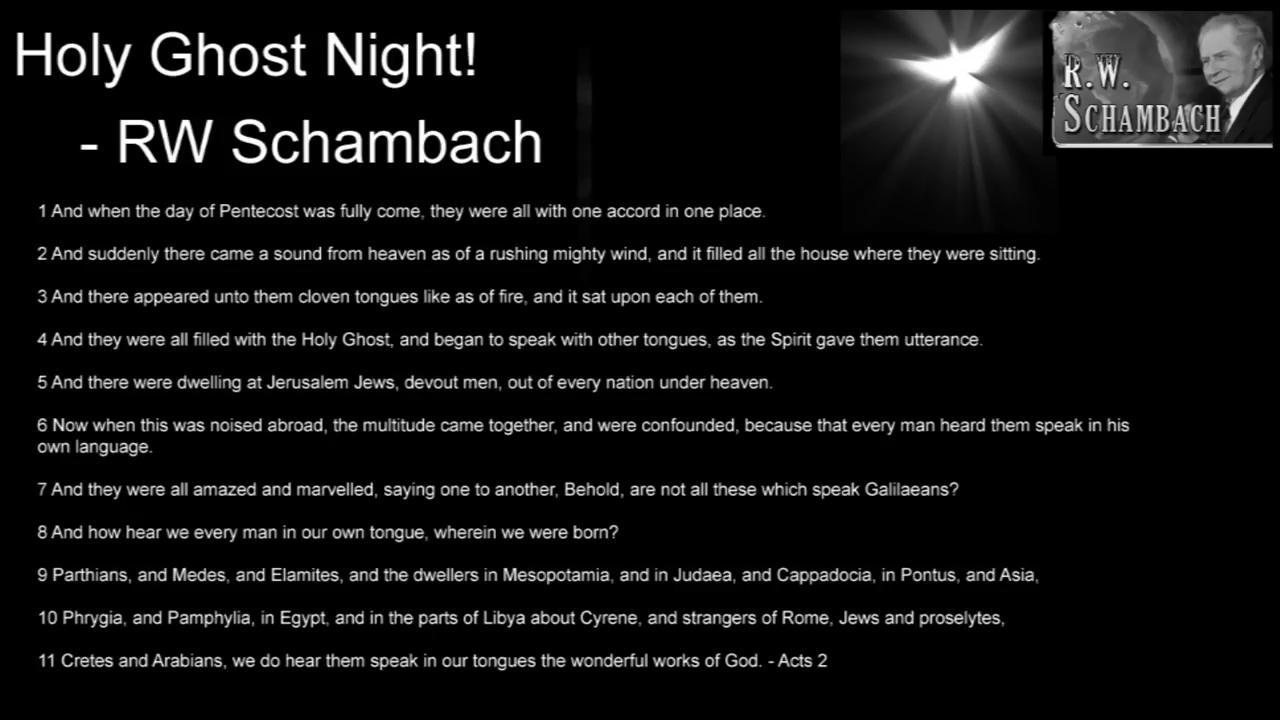 Holy Ghost Night!
- RW Schambach
R.W.
SCHAMBACH
1 And when the day of Pentecost was fully come, they were all with one accord in one place.
2 And suddenly there came a sound from heaven as of a rushing mighty wind, and it filled all the house where they were sitting.
3 And there appeared unto them cloven tongues like as of fire, and it sat upon each of them.
4 And they were all filled with the Holy Ghost, and began to speak with other tongues, as the Spirit gave them utterance.
5 And there were dwelling at Jerusalem Jews, devout men, out of every nation under heaven.
6 Now when this was noised abroad, the multitude came together, and were confounded, because that every man heard them speak in his
own language.
7 And they were all amazed and marvelled, saying one to another, Behold, are not all these which speak Galilaeans?
8 And how hear we every man in our own tongue, wherein we were born?
9 Parthians, and Medes, and Elamites, and the dwellers in Mesopotamia, and in Judaea, and Cappadocia, in Pontus, and Asia,
10 Phrygia, and Pamphylia, in Egypt, and in the parts of Libya about Cyrene, and strangers of Rome, Jews and proselytes,
11 Cretes and Arabians, we do hear them speak in our tongues the wonderful works of God. - Acts 2